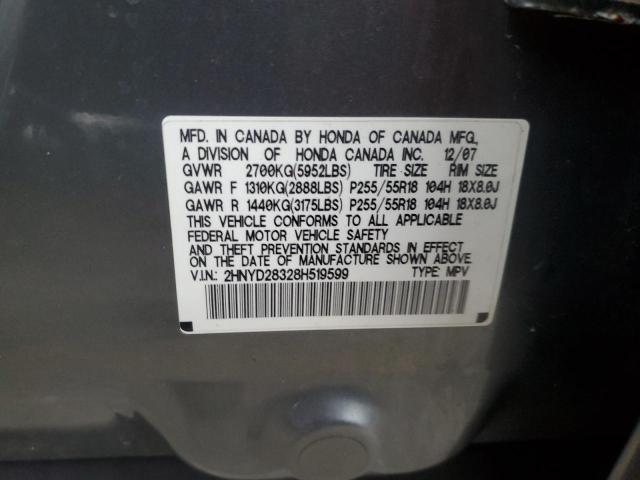 MFD. IN CANADA BY HONDA OF CANADA MFG.,
A DIVISION OF HONDA CANADA INC. 12/07
GVWR 2700KG(5952LBS) TIRE SIZE RIM SIZE
GAWR F 1310KG(2888LBS) P255/55R18 104H 18X8.0J
GAWR R 1440KG(3175LBS) P255/55R18 104H 18X8.0J
THIS VEHICLE CONFORMS TO ALL APPLICABLE
FEDERAL MOTOR VEHICLE SAFETY
AND THEFT PREVENTION STANDARDS IN EFFECT
ON THE DATE OF MANUFACTURE SHOWN ABOVE.
V.I.N.: 2HNYD28328H519599 TYPE: MPV